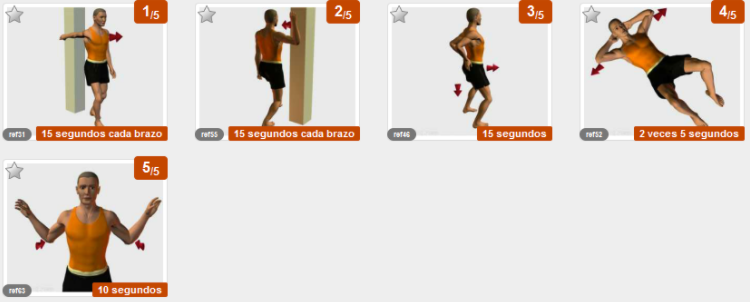 1/5
ref31
15 segundos cada brazo
2/5
ref55
15 segundos cada brazo
3/5
ref46
15 segundos
4/5
ref52
2 veces 5 segundos
5/5
ref63
10 segundos